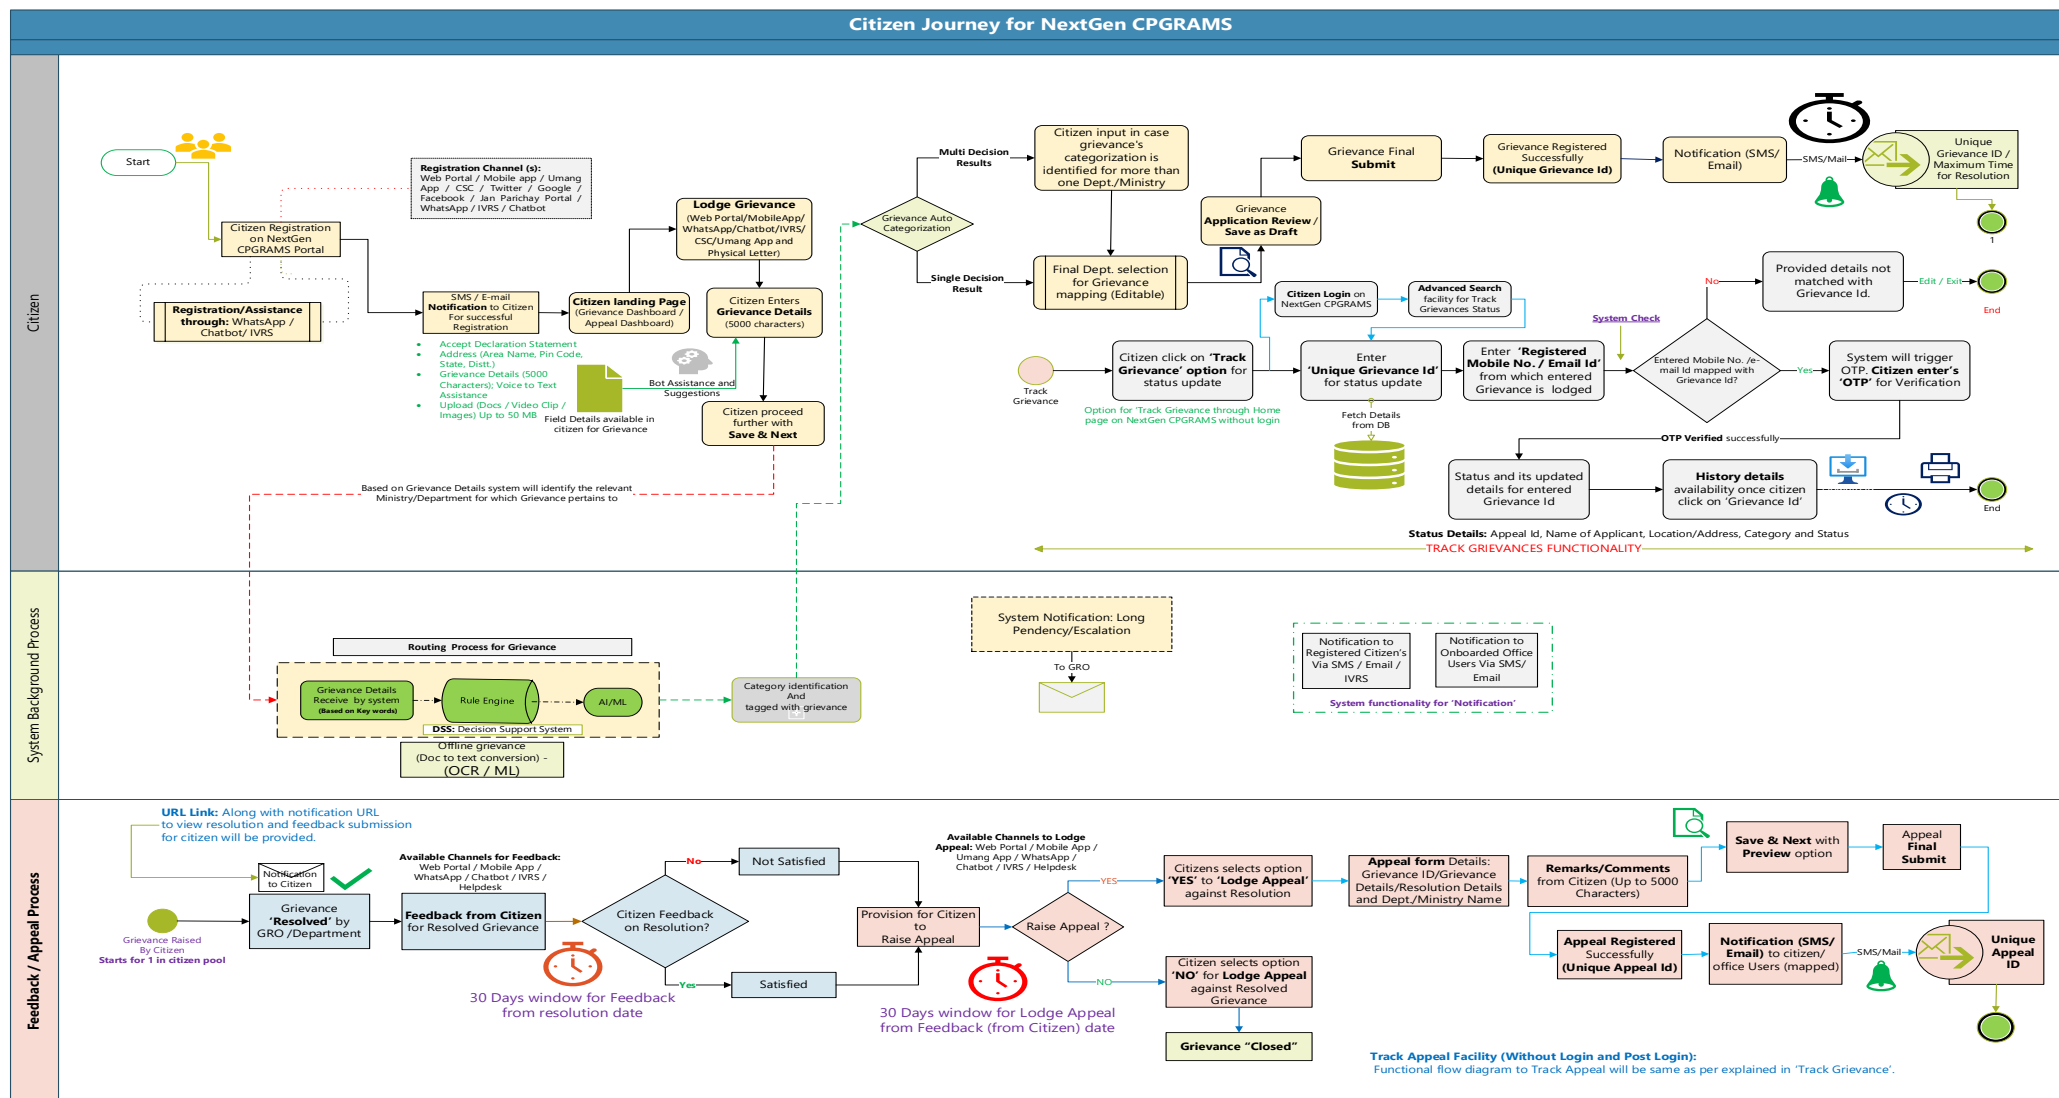 Citizen Journey for NextGen CPGRAMS
Citizen
Start
Registration Channel (s):
Web Portal / Mobile app / Umang
App / CSC / Twitter / Google /
Facebook / Jan Parichay Portal /
WhatsApp / IVRS / Chatbot
Citizen Registration
on NextGen
CPGRAMS Portal
Registration/Assistance
through: WhatsApp /
Chatbot/ IVRS
SMS / E-mail
Notification to Citizen
For successful
Registration
Citizen landing Page
(Grievance Dashboard /
Appeal Dashboard)
Lodge Grievance
(Web Portal/MobileApp/
WhatsApp/Chatbot/IVRS/
CSC/Umang App and
Physical Letter)
Citizen Enters
Grievance Details
(5000 characters)
• Accept Declaration Statement
• Address (Area Name, Pin Code,
State, Distt.)
• Grievance Details (5000
Characters); Voice to Text
Assistance
• Upload (Docs / Video Clip /
Images) Up to 50 MB
Bot Assistance and
Suggestions
Field Details available in
citizen for Grievance
Citizen proceed
further with
Save & Next
Based on Grievance Details system will identify the relevant
Ministry/Department for which Grievance pertains to
Grievance Auto
Categorization
Multi Decision
Results
Single Decision
Result
Citizen input in case
grievance's
categorization is
identified for more than
one Dept./Ministry
Final Dept. selection
for Grievance
mapping (Editable)
Grievance
Application Review /
Save as Draft
Grievance Final
Submit
Grievance Registered
Successfully
(Unique Grievance Id)
Notification (SMS/
Email)
SMS/Mail
Unique
Grievance ID /
Maximum Time
for Resolution
1
Track
Grievance
Citizen click on ‘Track
Grievance’ option for
status update
Option for ‘Track Grievance through Home
page on NextGen CPGRAMS without login
Citizen Login on
NextGen CPGRAMS
Advanced Search
facility for Track
Grievances Status
Enter
‘Unique Grievance Id’
for status update
Fetch Details
from DB
Enter ‘Registered
Mobile No. / Email Id’
from which entered
Grievance is lodged
System Check
Entered Mobile No. /e-
mail Id mapped with
Grievance Id?
No
Yes
Provided details not
matched with
Grievance Id.
Edit / Exit
End
System will trigger
OTP. Citizen enter’s
‘OTP’ for Verification
OTP Verified successfully
Status and its updated
details for entered
Grievance Id
History details
availability once citizen
click on ‘Grievance Id’
End
Status Details: Appeal Id, Name of Applicant, Location/Address, Category and Status
TRACK GRIEVANCES FUNCTIONALITY
System Background Process
Routing Process for Grievance
Grievance Details
Receive by system
(Based on Key words)
Rule Engine
AI/ML
DSS: Decision Support System
Offline grievance
(Doc to text conversion) -
(OCR / ML)
Category identification
And
tagged with grievance
System Notification: Long
Pendency/Escalation
To GRO
Notification to
Registered Citizen’s
Via SMS / Email /
IVRS
Notification to
Onboarded Office
Users Via SMS/
Email
System functionality for ‘Notification’
Feedback / Appeal Process
URL Link: Along with notification URL
to view resolution and feedback submission
for citizen will be provided.
Notification
to Citizen
Grievance Raised
By Citizen
Starts for 1 in citizen pool
Grievance
‘Resolved’ by
GRO /Department
Available Channels for Feedback:
Web Portal / Mobile App /
WhatsApp / Chatbot / IVRS /
Helpdesk
Feedback from Citizen
for Resolved Grievance
Citizen Feedback
on Resolution?
30 Days window for Feedback
from resolution date
No
Yes
Not Satisfied
Satisfied
Provision for Citizen
to
Raise Appeal
Available Channels to Lodge
Appeal: Web Portal / Mobile App /
Umang App / WhatsApp /
Chatbot / IVRS / Helpdesk
Raise Appeal ?
30 Days window for Lodge Appeal
from Feedback (from Citizen) date
YES
NO
Citizens selects option
‘YES’ to ‘Lodge Appeal’
against Resolution
Citizen selects option
‘NO’ for Lodge Appeal
against Resolved
Grievance
Grievance “Closed”
Appeal form Details:
Grievance ID/Grievance
Details/Resolution Details
and Dept./Ministry Name
Remarks/Comments
from Citizen (Up to 5000
Characters)
Save & Next with
Preview option
Appeal
Final
Submit
Appeal Registered
Successfully
(Unique Appeal Id)
Notification (SMS/
Email) to citizen/
office Users (mapped)
SMS/Mail
Unique
Appeal
ID
Track Appeal Facility (Without Login and Post Login):
Functional flow diagram to Track Appeal will be same as per explained in ‘Track Grievance’.